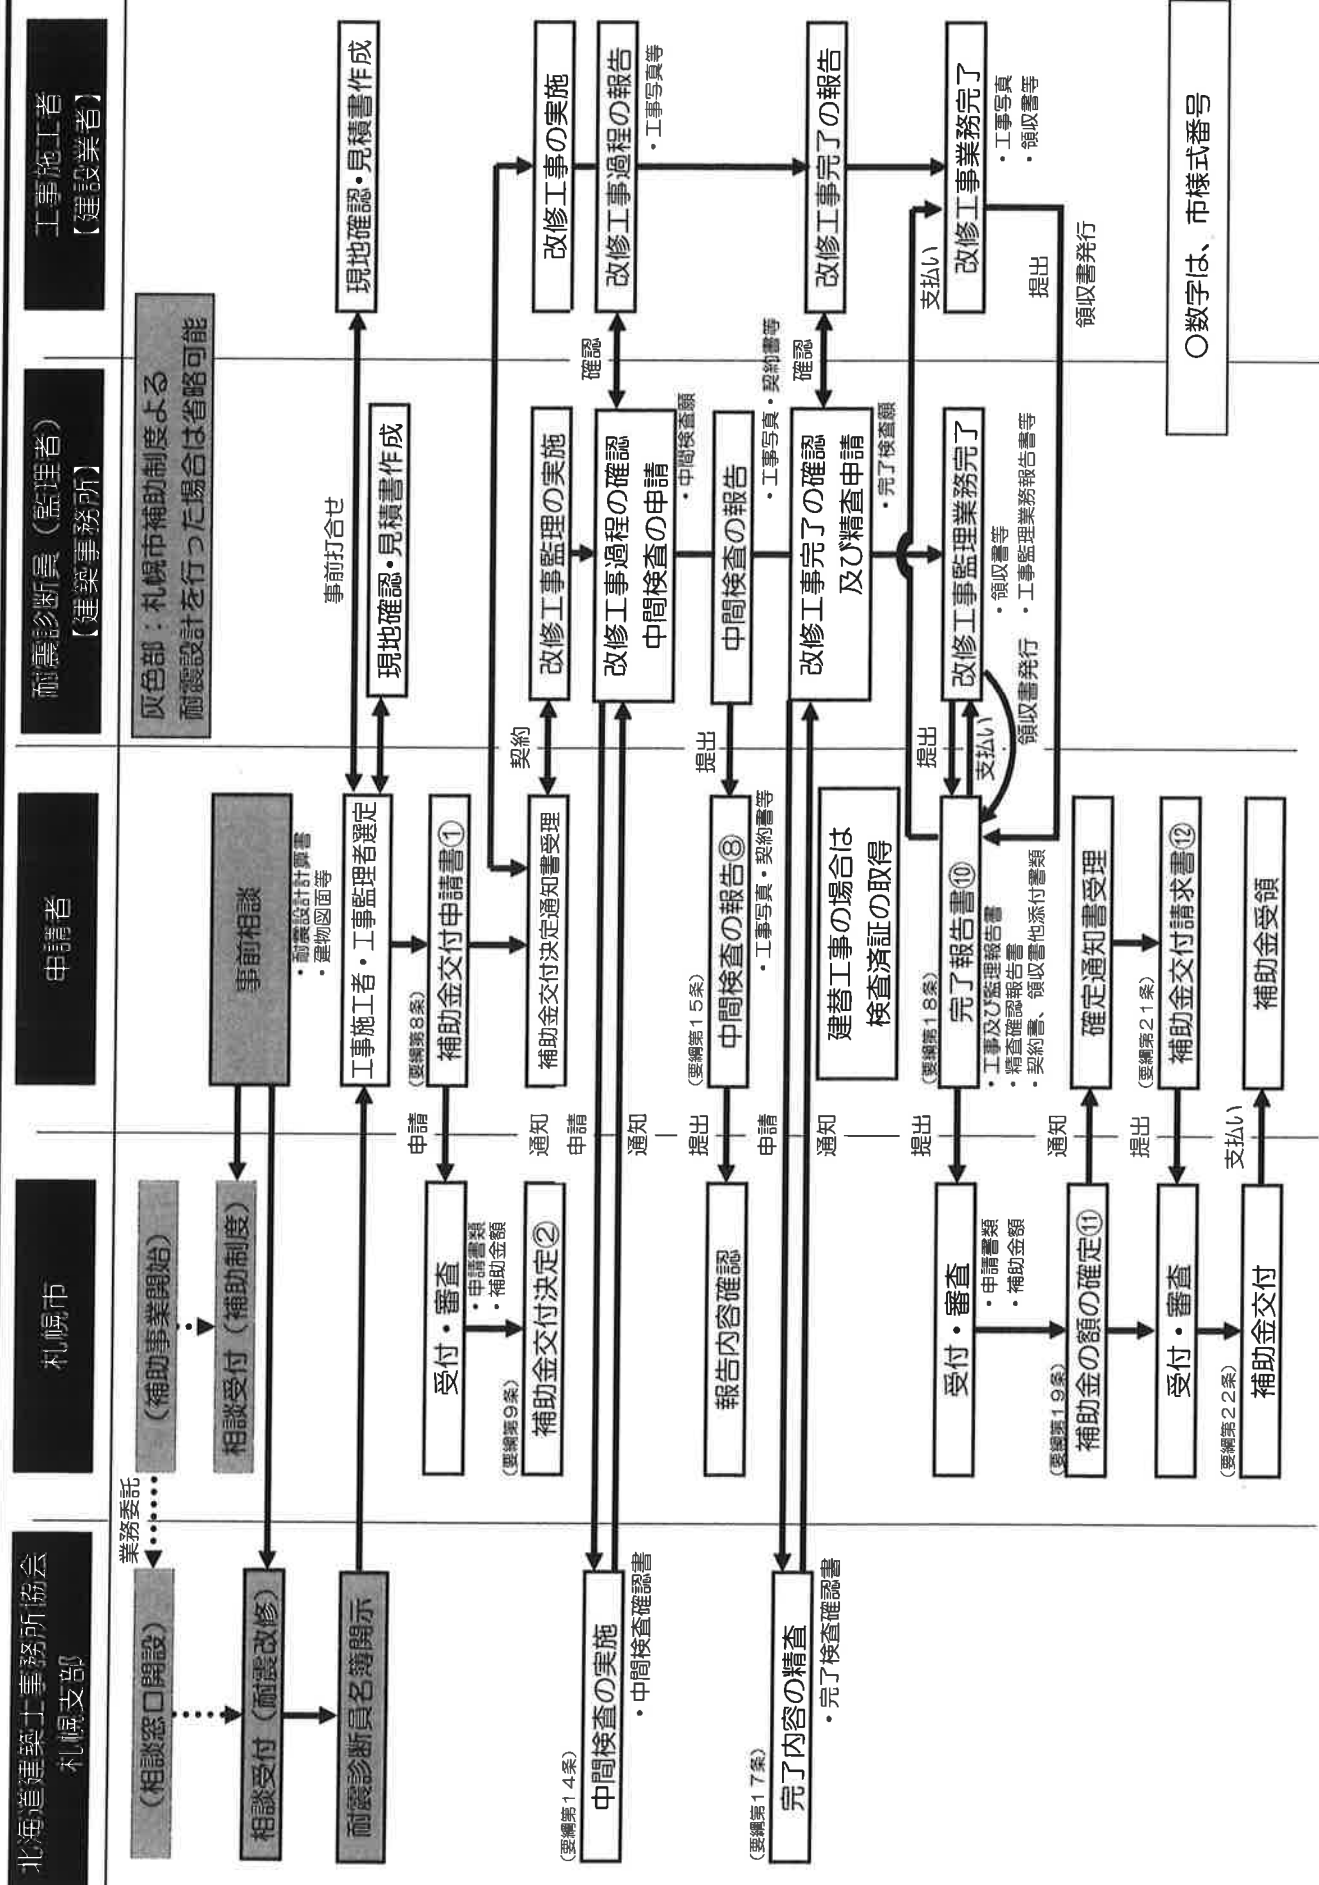 北海道建築士事務所協会
札幌支部
札幌市
申請者
耐震診断員（監理者）
【建築事務所】
工事施工者
【建設業者】
灰色部：札幌市補助制度よる
耐震設計を行った場合は省略可能
業務委託
（相談窓口開設）
（補助事業開始）
相談受付（補助制度）
事前相談
・耐震設計計算書
・建物図面等
相談受付（耐震改修）
耐震診断員名簿開示
工事施工者・工事監理者選定
事前打合せ
現地確認・見積書作成
現地確認・見積書作成
（要綱第８条）
補助金交付申請書①
申請
受付・審査
・申請書類
・補助金額
（要綱第９条）
補助金交付決定②
通知
補助金交付決定通知書受理
契約
改修工事監理の実施
改修工事の実施
申請
（要綱第１４条）
中間検査の実施
・中間検査確認書
通知
改修工事過程の確認
中間検査の申請
・中間検査願
確認
改修工事過程の報告
・工事写真等
中間検査の報告
・工事写真・契約書等
提出
（要綱第１５条）
中間検査の報告⑧
・工事写真・契約書等
提出
報告内容確認
申請
（要綱第１７条）
完了内容の精査
・完了検査確認書
通知
建替工事の場合は
検査済証の取得
改修工事完了の確認
及び精査申請
・完了検査願
確認
改修工事完了の報告
支払い
改修工事業務完了
・工事写真
・領収書等
提出
領収書発行
改修工事監理業務完了
・領収書等
・工事監理業務報告書等
提出
支払い
領収書発行
（要綱第１８条）
完了報告書⑩
・工事及び監理報告書
・精査確認報告書
・契約書、領収書他添付書類
提出
受付・審査
・申請書類
・補助金額
（要綱第１９条）
補助金の額の確定⑪
通知
確定通知書受理
（要綱第２１条）
補助金交付請求書⑫
提出
受付・審査
（要綱第２２条）
補助金交付
支払い
補助金受領
○数字は、市様式番号